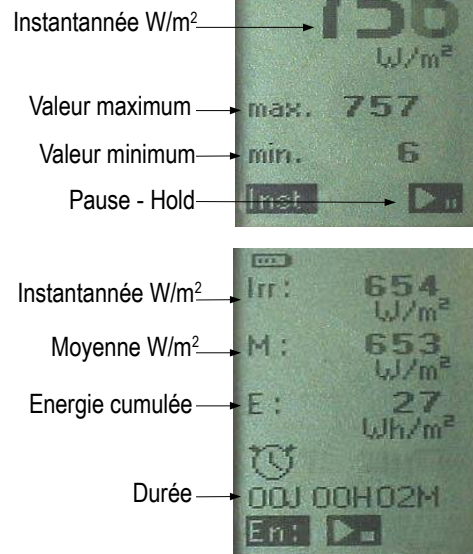 Instantannée W/m² 756
W/m²
Valeur maximum max. 757
Valeur minimum min. 6
Pause - Hold Inst
Instantannée W/m² Irr: 654
W/m²
Moyenne W/m² M: 653
W/m²
Energie cumulée E: 27
Wh/m²
Durée 00J 00H02M
En: